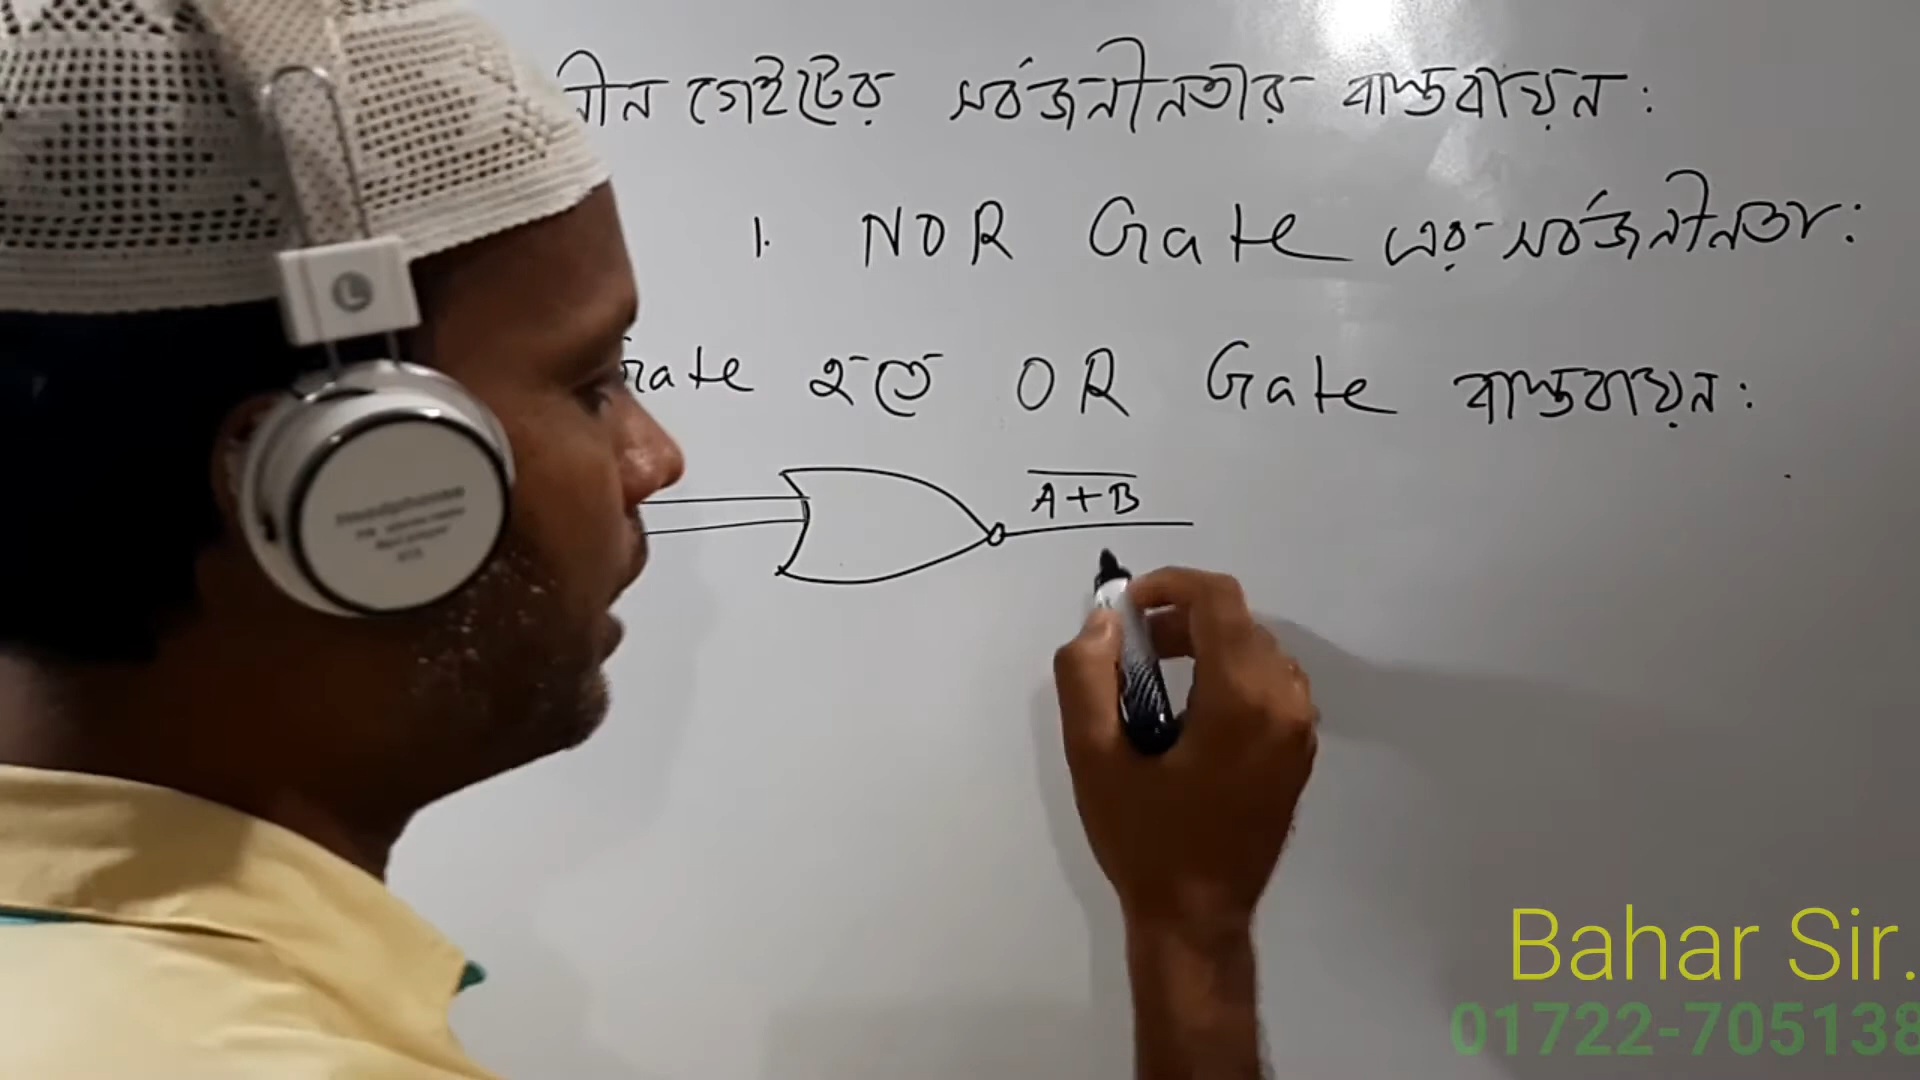 নীন গেইটের সর্বজনীনতার বাস্তবায়ন :
1. NOR Gate এর সর্বজনীনতা :
Gate হতে OR Gate বাস্তবায়ন :
A+B
L
Bahar Sir.
01722-705138